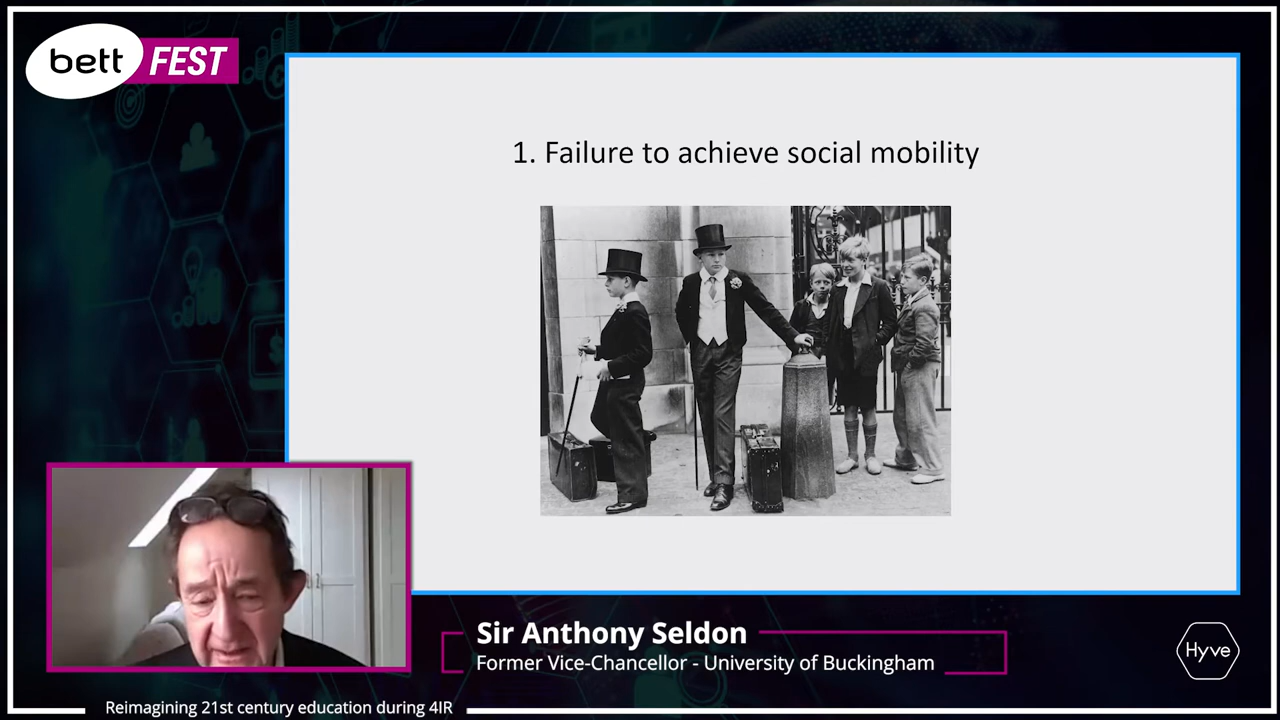 bett FEST
1. Failure to achieve social mobility
Sir Anthony Seldon
Former Vice-Chancellor - University of Buckingham
Hyve
Reimagining 21st century education during 4IR